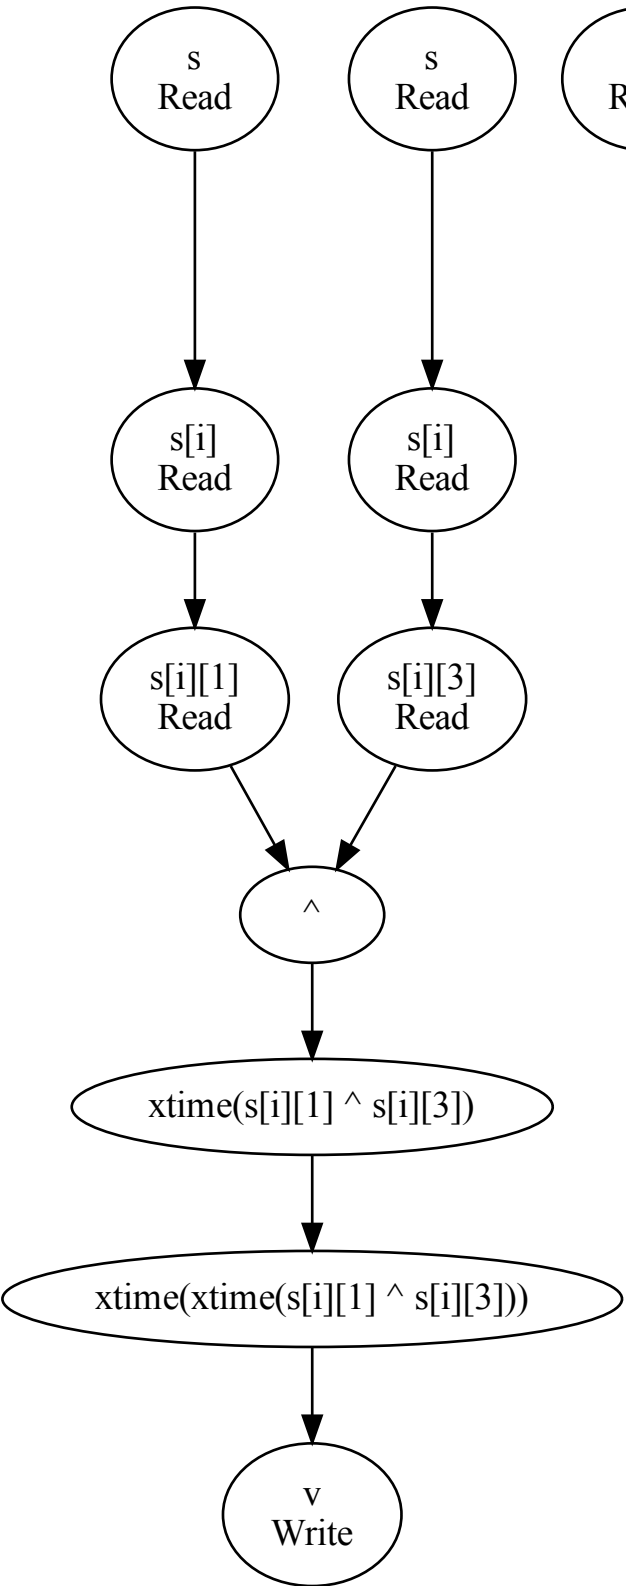 s
Read
s
Read
s[i]
Read
s[i]
Read
s[i][1]
Read
s[i][3]
Read
^
xtime(s[i][1] ^ s[i][3])
xtime(xtime(s[i][1] ^ s[i][3]))
v
Write